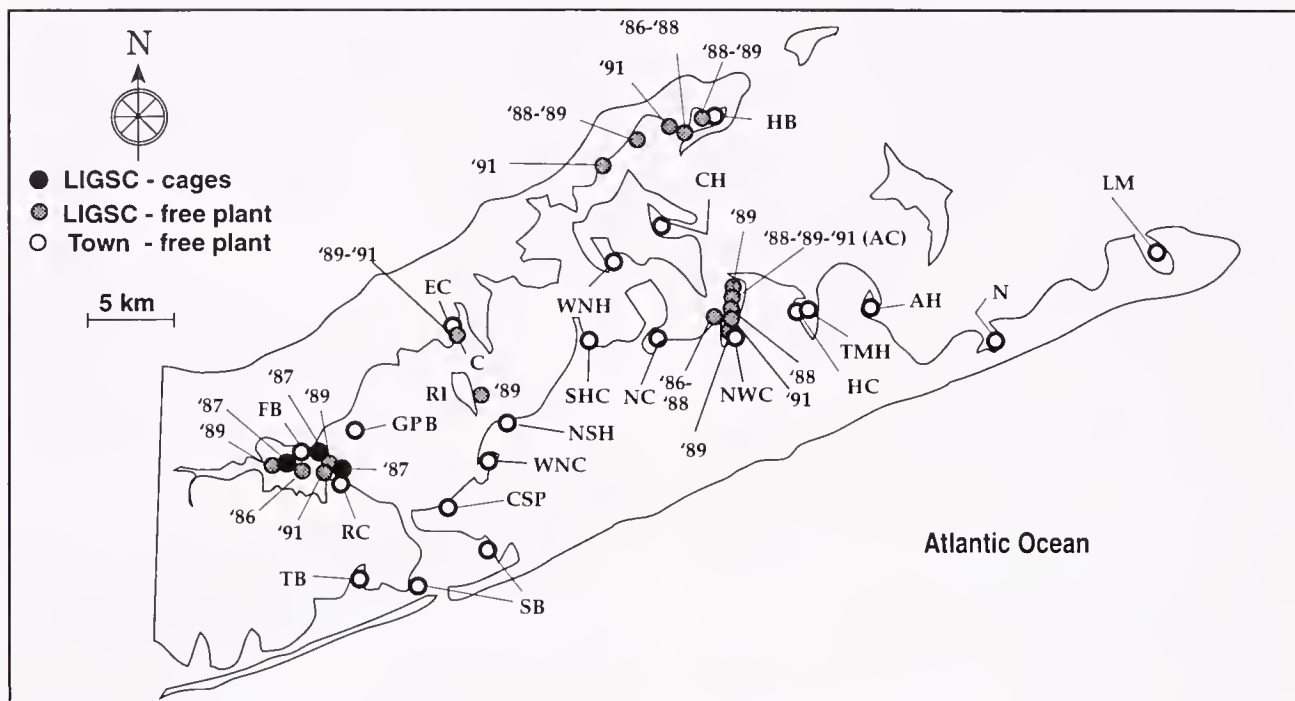 N
LIGSC - cages
LIGSC - free plant
Town - free plant
5 km
'86-'88
'88-'89
'91
'88-'89
HB
'91
CH
'89
'88-'89-'91 (AC)
LM
'89-'91
EC
WNH
C
AH
N
TMH
HC
'87
'87
'89
FB
'89
RI
'89
SHC
NC
'86-
'88
NWC
'88
'91
'89
GPB
NSH
'87
WNC
'86
'91
RC
CSP
Atlantic Ocean
TB
SB